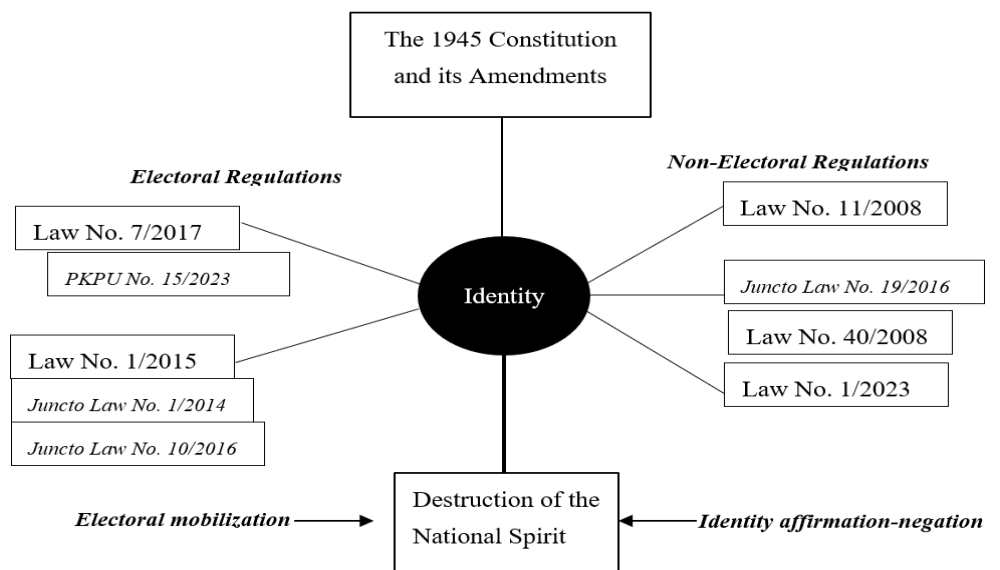 The 1945 Constitution
and its Amendments
Electoral Regulations
Non-Electoral Regulations
Law No. 7/2017
PKPU No. 15/2023
Law No. 1/2015
Juncto Law No. 1/2014
Juncto Law No. 10/2016
Identity
Law No. 11/2008
Juncto Law No. 19/2016
Law No. 40/2008
Law No. 1/2023
Electoral mobilization
Destruction of the
National Spirit
Identity affirmation-negation